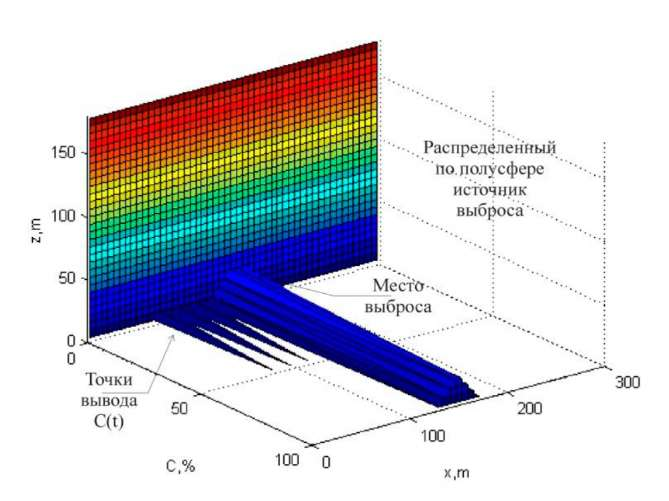 Распределенный
по полусфере
источник
выброса
150
100
z,m
50
0
0
Место
выброса
Точки
вывода
C(t)
50
100
C,%
0
100
200
300
x,m